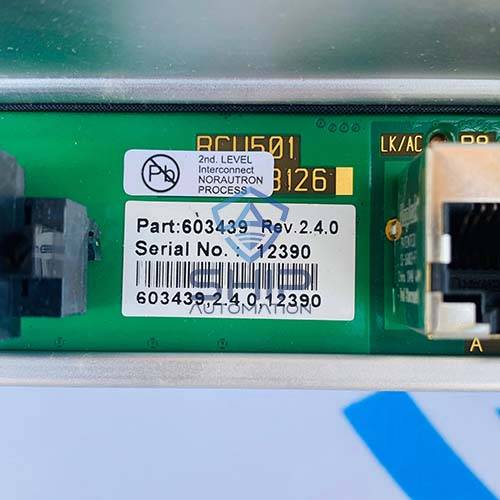 RCU501
LK/AC
3126
Pb
2nd. LEVEL
Interconnect
NORAUTRON
PROCESS
Part:603439 Rev.2.4.0
Serial No.: 12390
SHIP
AUTOMATION
603439.2.4.0.12390
A